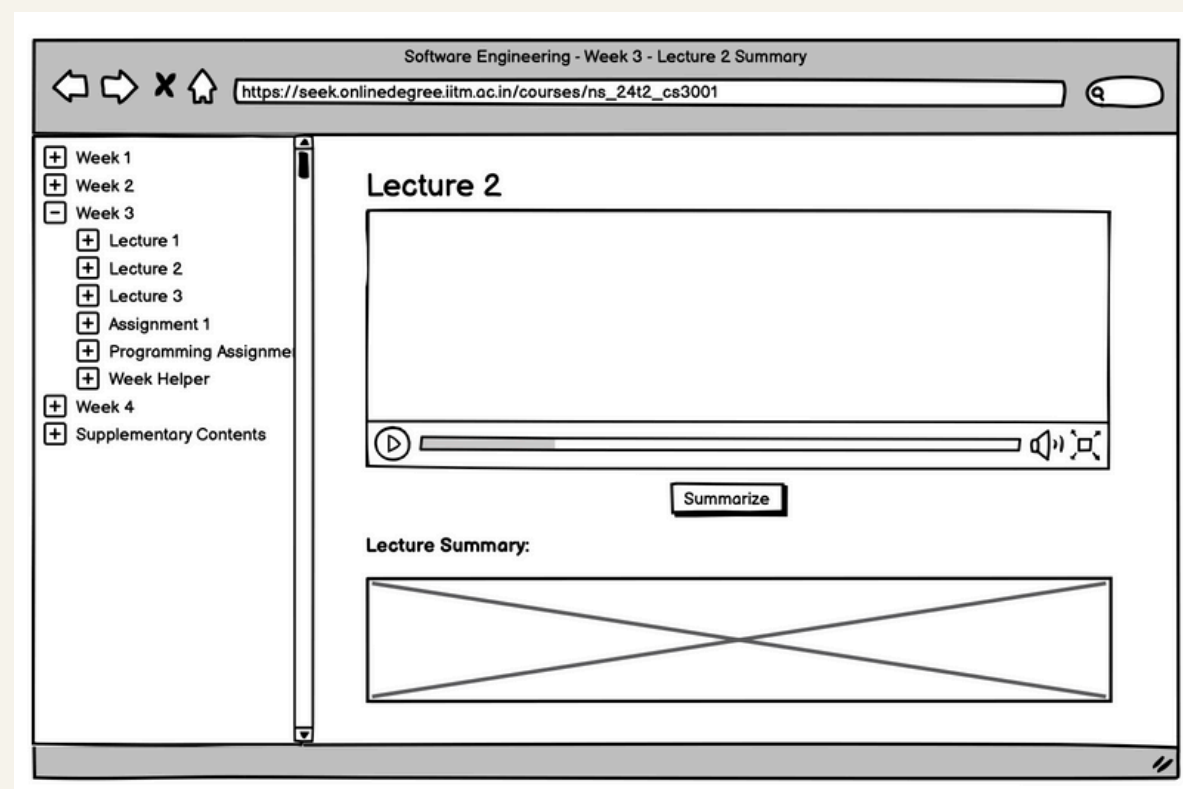 Software Engineering - Week 3 - Lecture 2 Summary
https://seek.onlinedegree.iitm.ac.in/courses/ns_24t2_cs3001
Week 1
Week 2
Week 3
Lecture 1
Lecture 2
Lecture 3
Assignment 1
Programming Assignme
Week Helper
Week 4
Supplementary Contents
Lecture 2
Summarize
Lecture Summary: